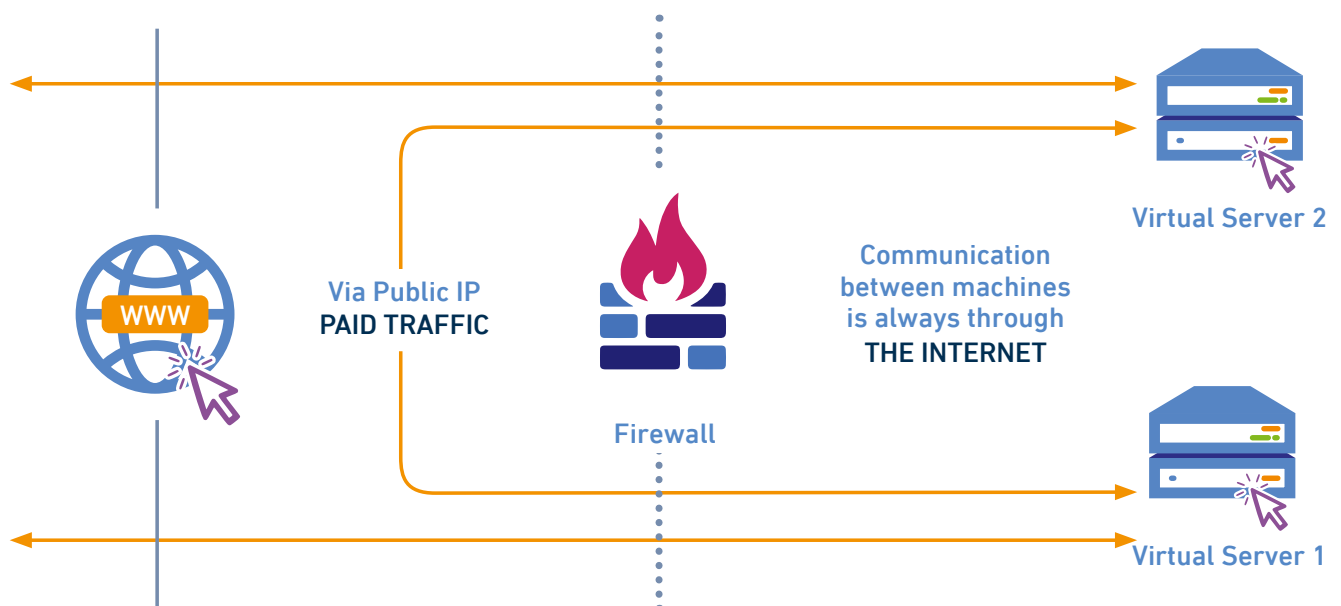 Virtual Server 2
WWW
Via Public IP
PAID TRAFFIC
Communication
between machines
is always through
THE INTERNET
Firewall
Virtual Server 1